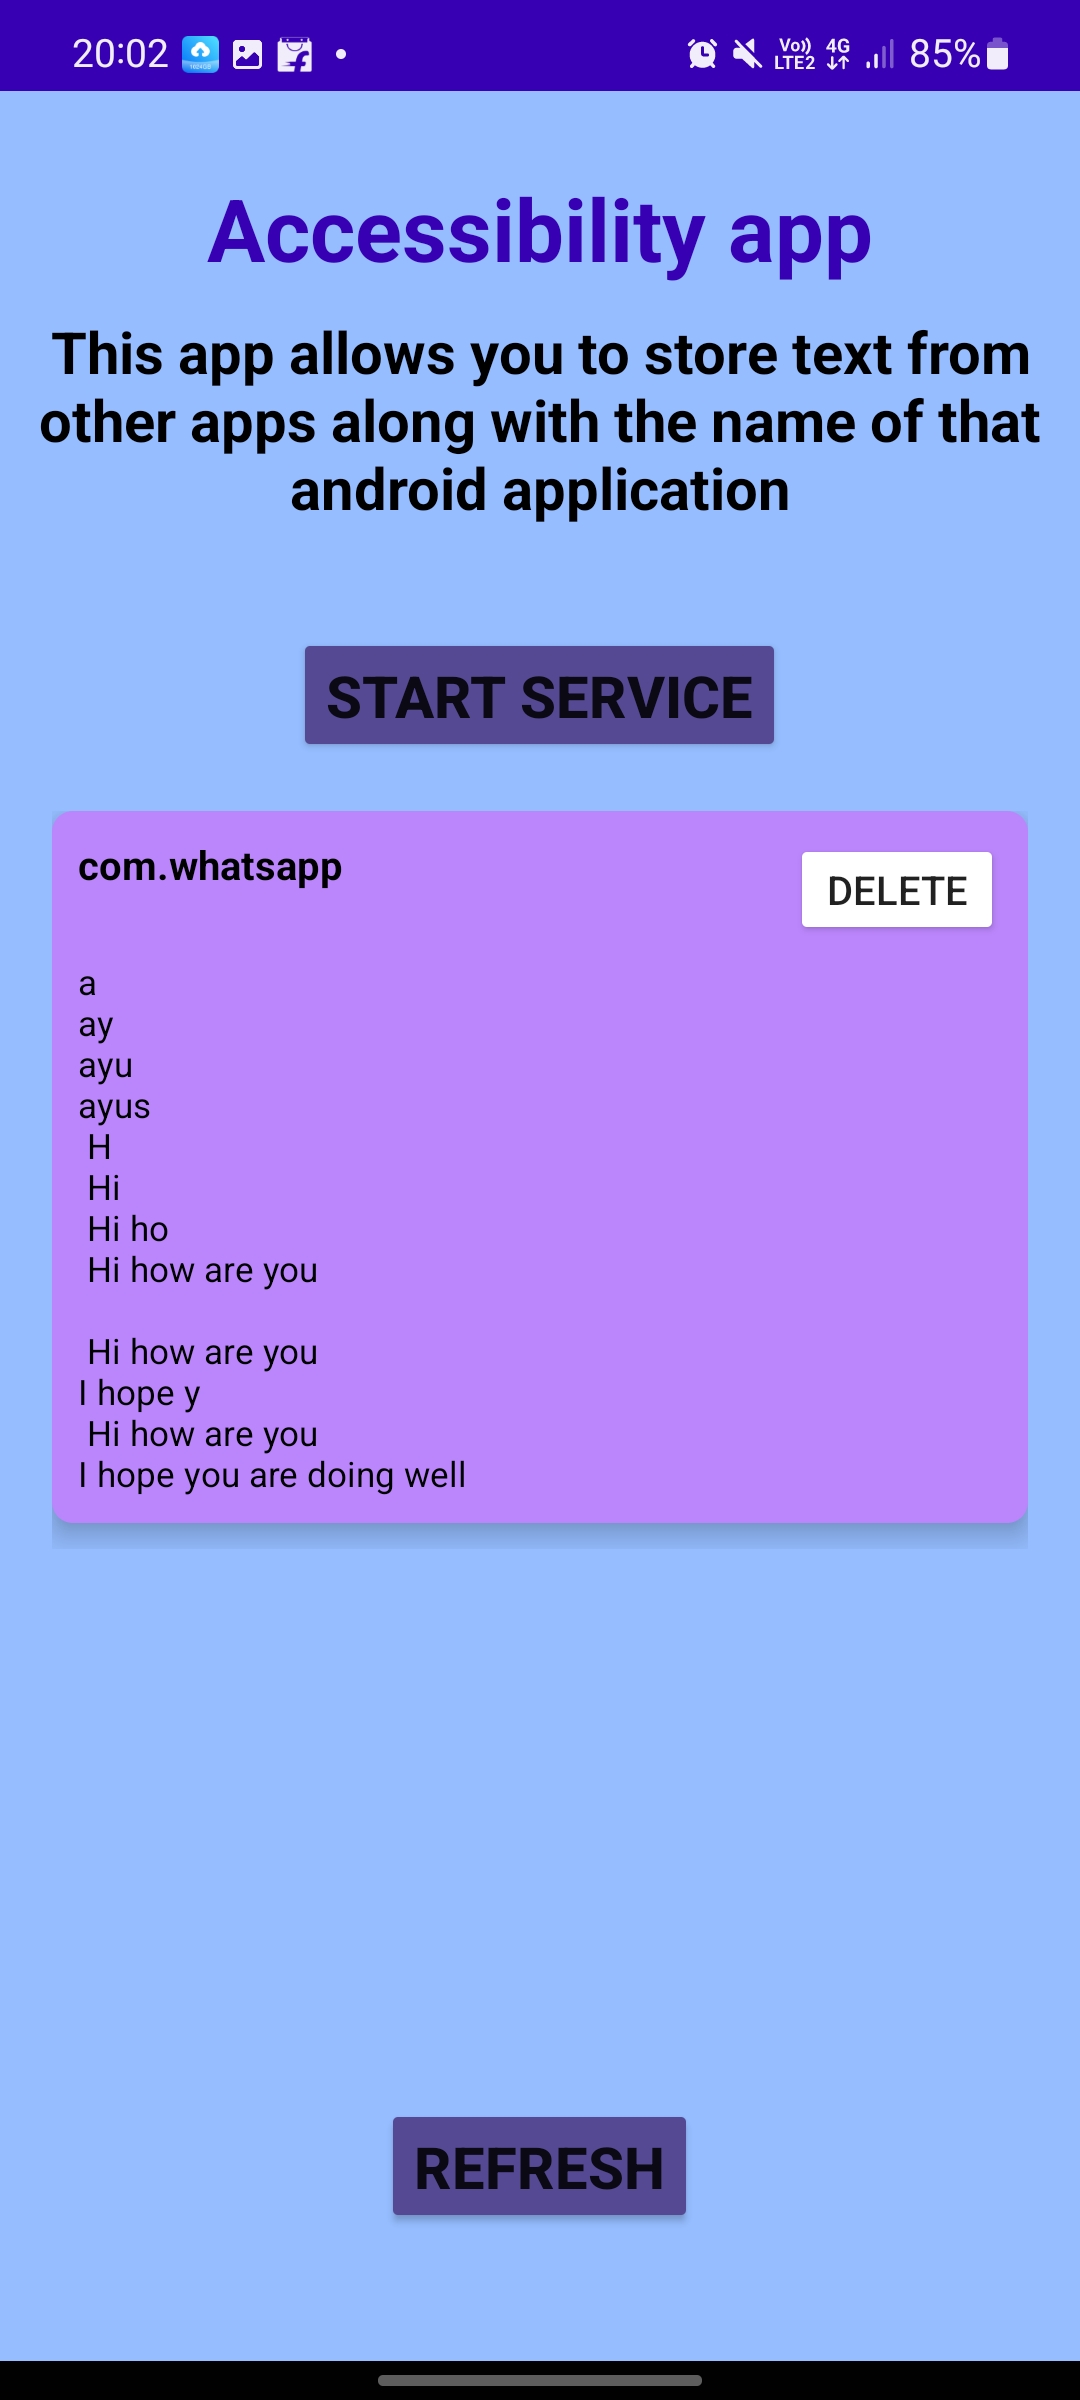 20:02
Vo)) 4G
LTE2
85%
Accessibility app
This app allows you to store text from
other apps along with the name of that
android application
START SERVICE
com.whatsapp
DELETE
a
ay
ayu
ayus
H
Hi
Hi ho
Hi how are you
Hi how are you
I hope y
Hi how are you
I hope you are doing well
REFRESH